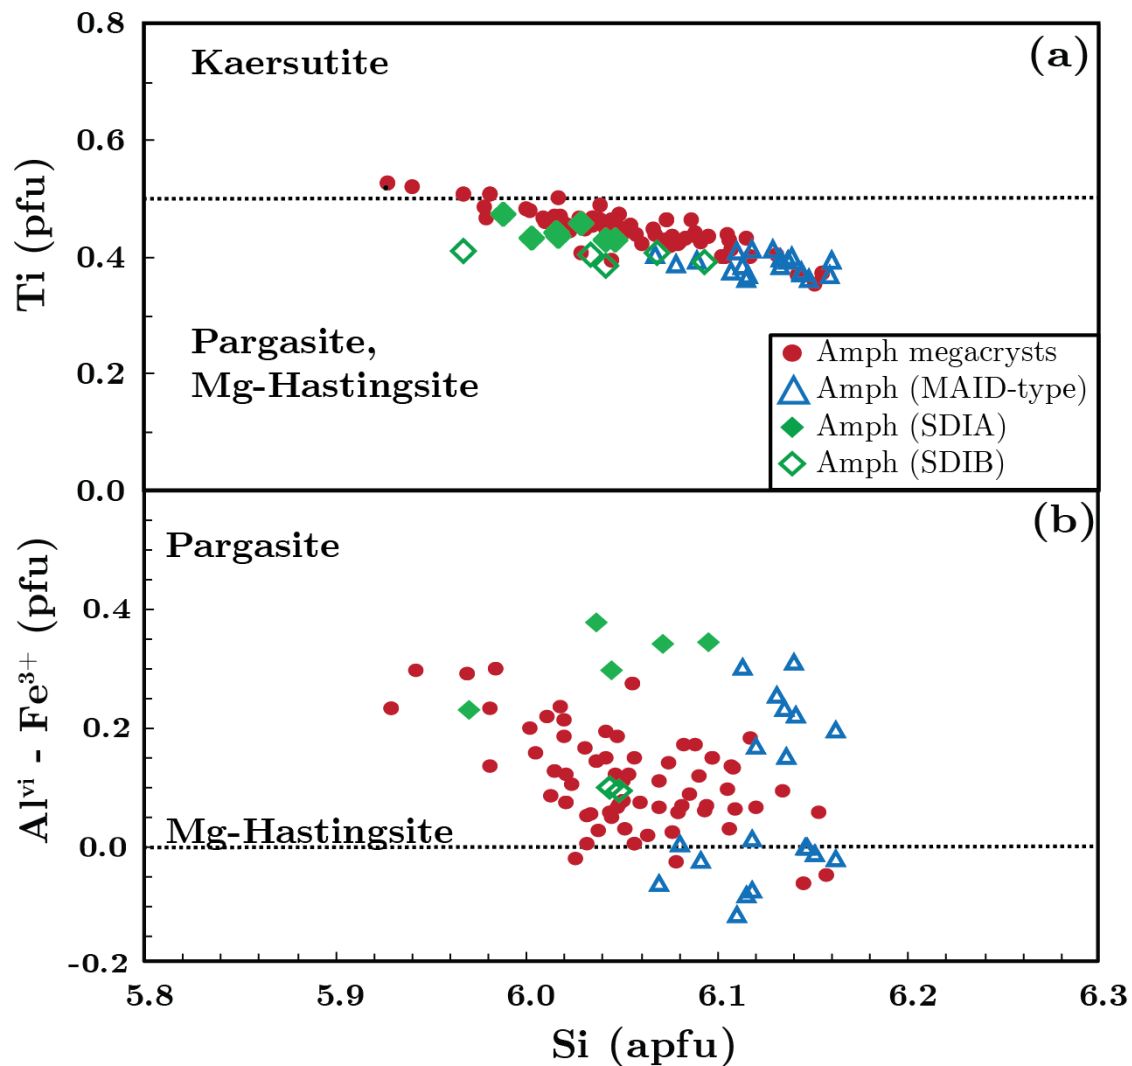 0.8
(a)
Kaersutite
0.6
Ti (pfu)
0.4
Pargasite,
Mg-Hastingsite
0.2
Amph megacrysts
Amph (MAID-type)
Amph (SDIA)
Amph (SDIB)
0.0
(b)
Pargasite
0.4
Al^vi - Fe^3+ (pfu)
0.2
Mg-Hastingsite
0.0
-0.2
5.8 5.9 6.0 6.1 6.2 6.3
Si (apfu)